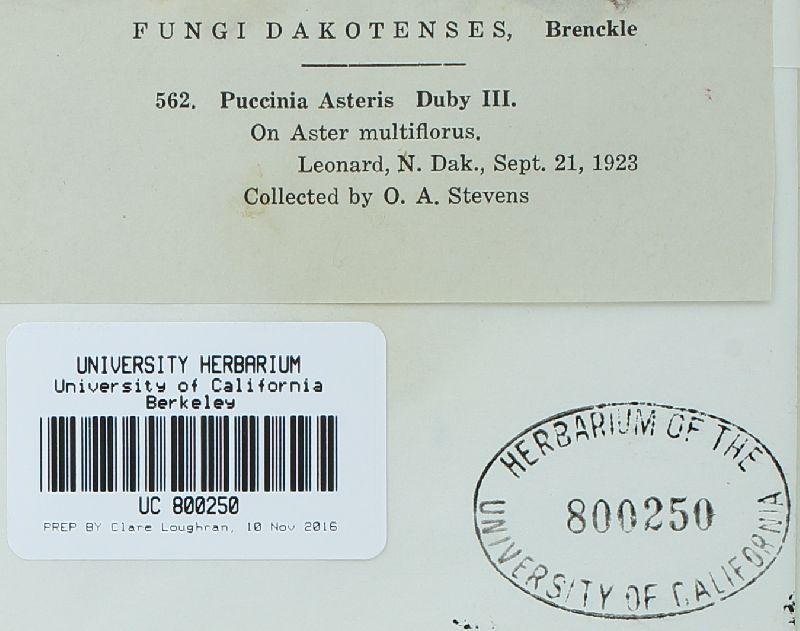 FUNGI DAKOTENSES, Brenckle
562. Puccinia Asteris Duby III.
On Aster multiflorus.
Leonard, N. Dak., Sept. 21, 1923
Collected by O. A. Stevens
UNIVERSITY HERBARIUM
University of California
Berkeley
UC 800250
PREP BY Clare Loughran, 10 Nov 2016
HERBARIUM OF THE
800250
UNIVERSITY OF CALIFORNIA